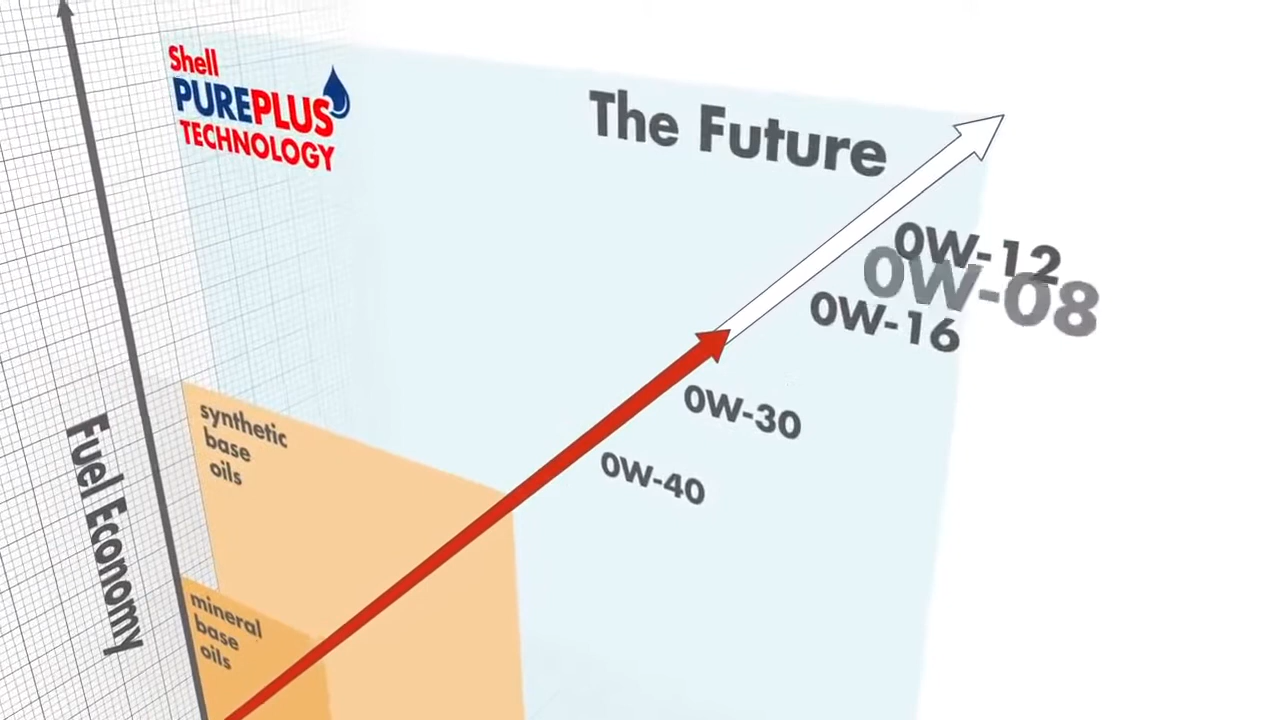 Shell
PUREPLUS
TECHNOLOGY
The Future
0W-12
0W-08
0W-16
0W-30
0W-40
synthetic
base
oils
mineral
base
oils
Fuel Economy